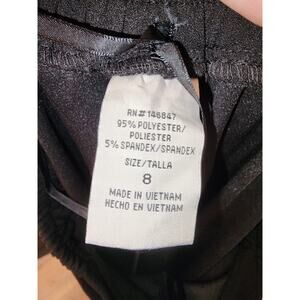 RN# 146847
95% POLYESTER/
POLIESTER
5% SPANDEX/SPANDEX
SIZE/TALLA
8
MADE IN VIETNAM
HECHO EN VIETNAM